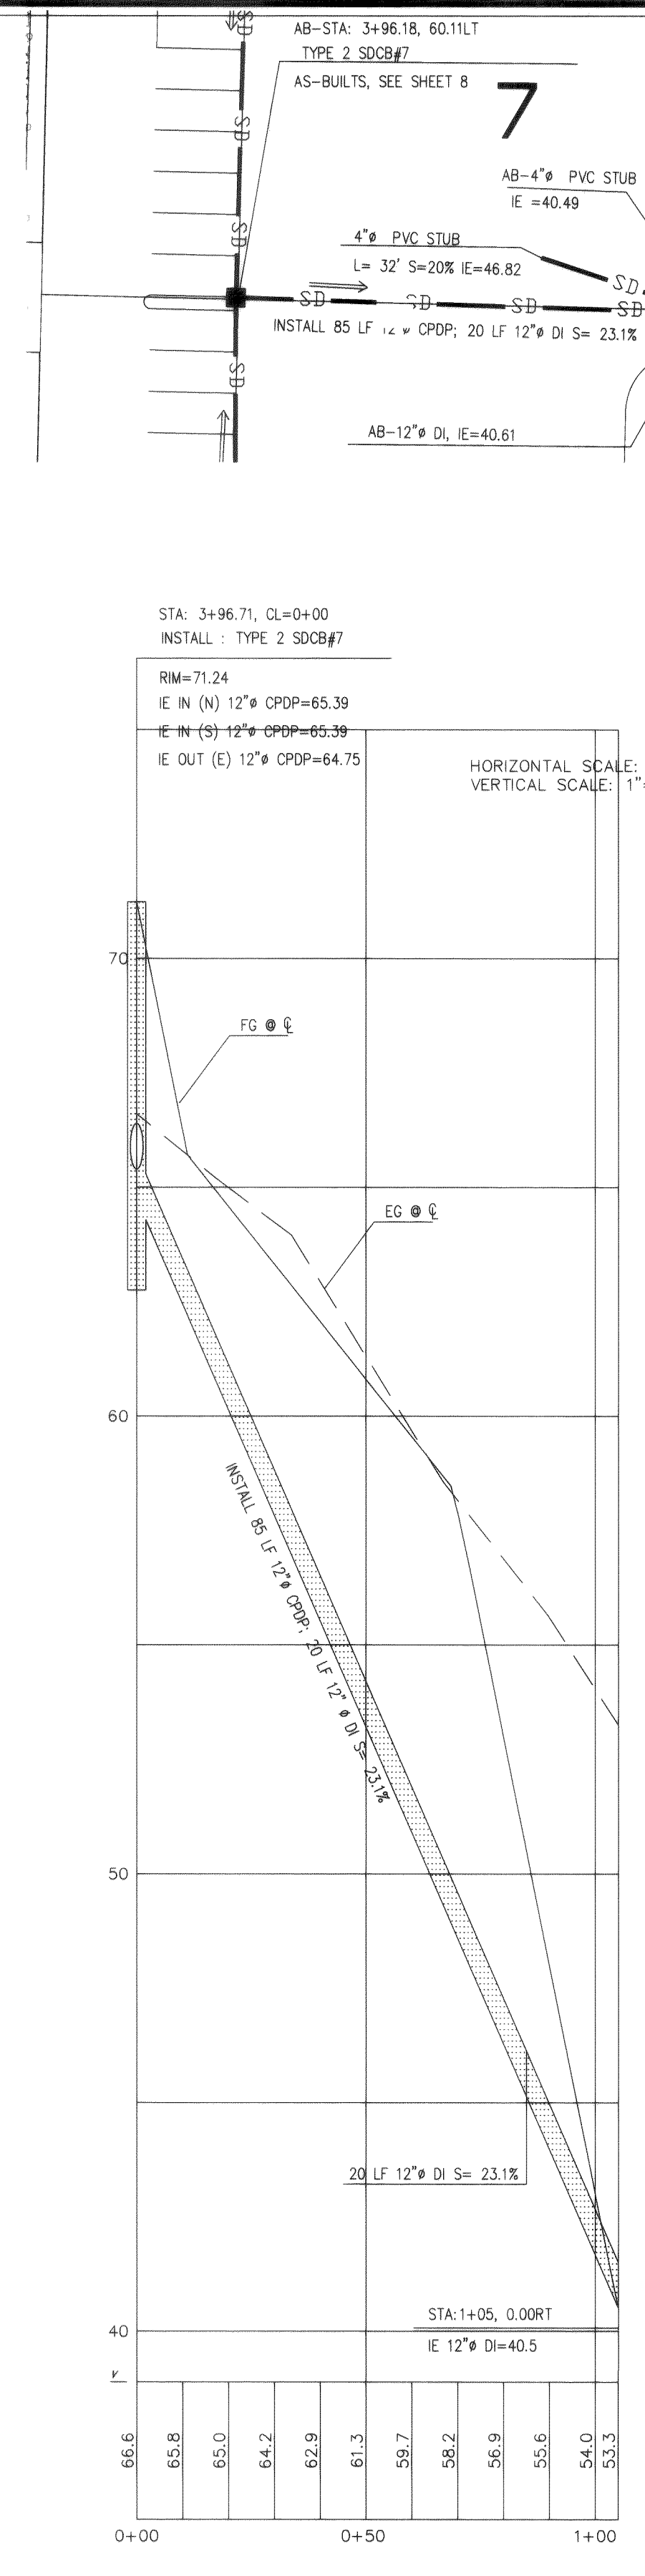 SD
AB-STA: 3+96.18, 60.11LT
TYPE 2 SDCB#7
AS-BUILTS, SEE SHEET 8
7
SD
AB-4"ø PVC STUB
IE =40.49
SD
4"ø PVC STUB
L= 32' S=20% IE=46.82
SD
SD SD SD SD
INSTALL 85 LF 12"ø CPDP; 20 LF 12"ø DI S= 23.1%
SD
AB-12"ø DI, IE=40.61
STA: 3+96.71, CL=0+00
INSTALL : TYPE 2 SDCB#7
RIM=71.24
IE IN (N) 12"ø CPDP=65.39
IE IN (S) 12"ø CPDP=65.39
IE OUT (E) 12"ø CPDP=64.75
HORIZONTAL SCALE:
VERTICAL SCALE: 1"=
70
FG @ ℄
EG @ ℄
60
INSTALL 85 LF 12"ø CPDP; 20 LF 12" ø DI S= 23.1%
50
20 LF 12"ø DI S= 23.1%
STA:1+05, 0.00RT
40
IE 12"ø DI=40.5
66.6 65.8 65.0 64.2 62.9 61.3 59.7 58.2 56.9 55.6 54.0 53.3
0+00 0+50 1+00